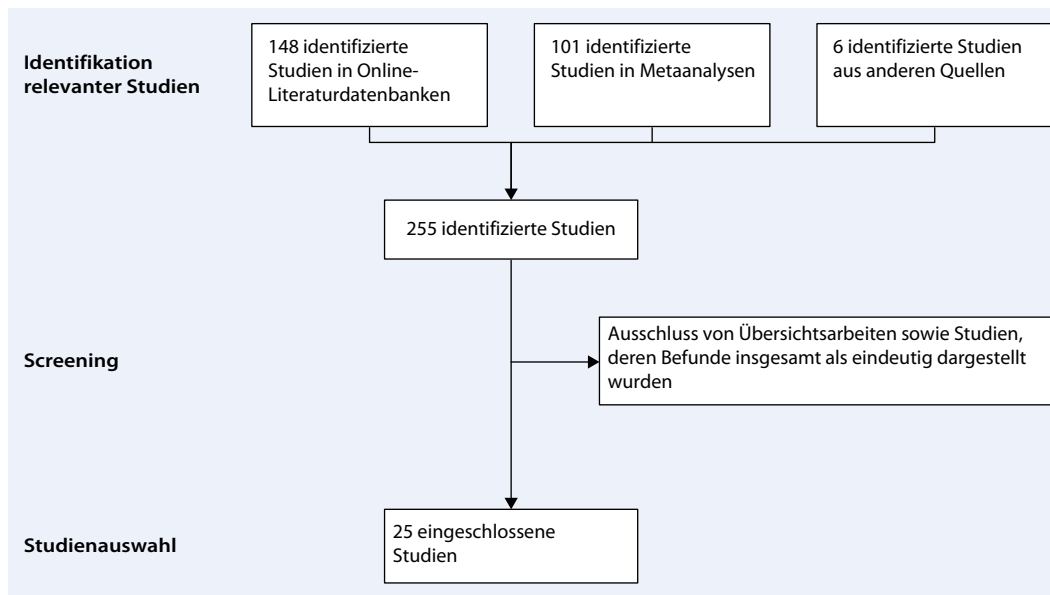 Identifikation
relevanter Studien
148 identifizierte
Studien in Online-
Literaturdatenbanken
101 identifizierte
Studien in Metaanalysen
6 identifizierte Studien
aus anderen Quellen
255 identifizierte Studien
Screening
Ausschluss von Übersichtsarbeiten sowie Studien,
deren Befunde insgesamt als eindeutig dargestellt
wurden
Studienauswahl
25 eingeschlossene
Studien